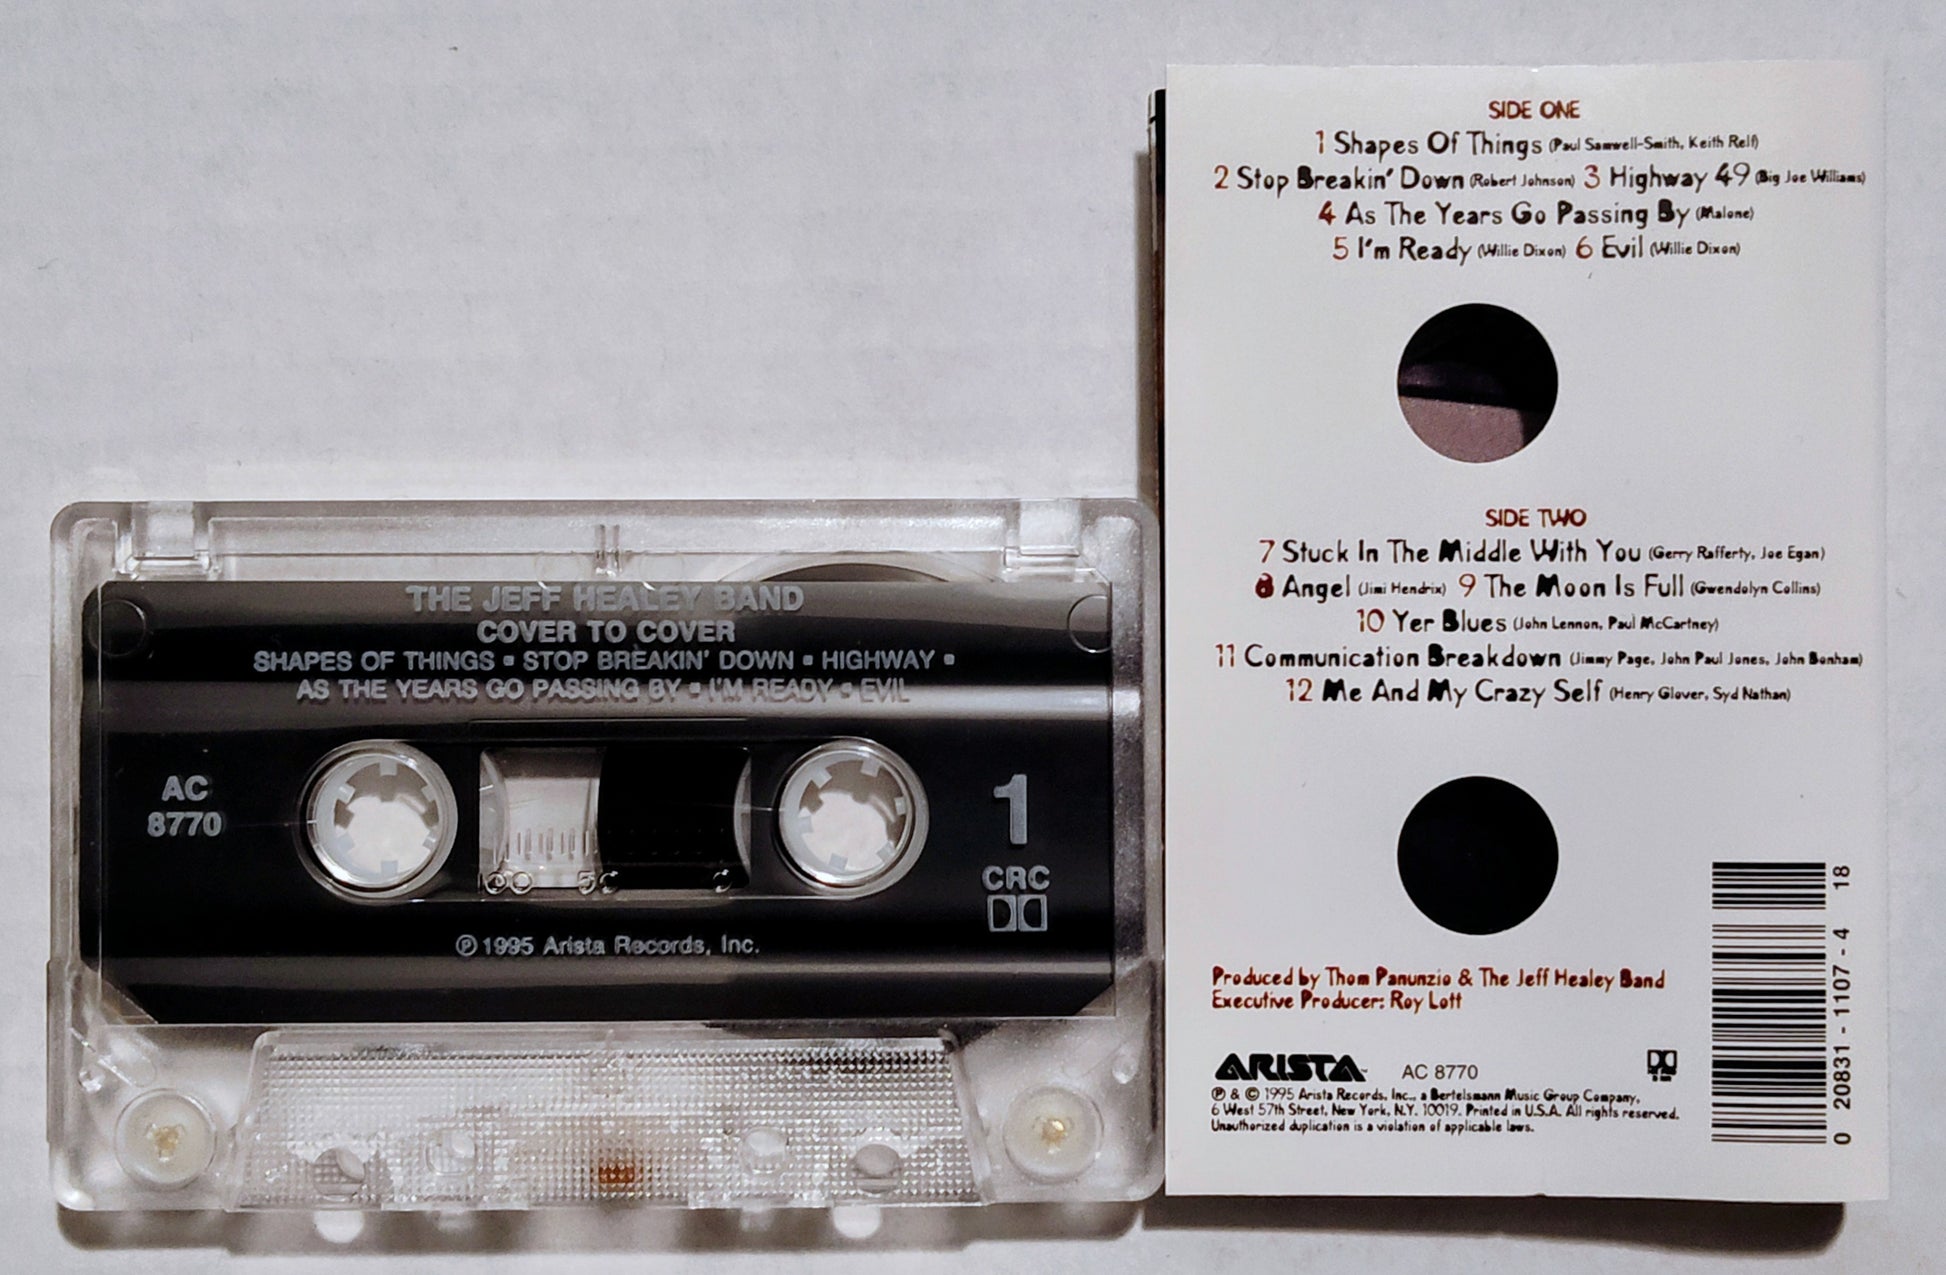 THE JEFF HEALEY BAND
COVER TO COVER
SHAPES OF THINGS ▪ STOP BREAKIN' DOWN ▪ HIGHWAY ▪
AS THE YEARS GO PASSING BY ▪ I'M READY ▪ EVIL
AC
8770
1
CRC
100 50 0
℗ 1995 Arista Records, Inc.
SIDE ONE
1 Shapes Of Things (Paul Samwell-Smith, Keith Relf)
2 Stop Breakin' Down (Robert Johnson) 3 Highway 49 (Big Joe Williams)
4 As The Years Go Passing By (Malone)
5 I'm Ready (Willie Dixon) 6 Evil (Willie Dixon)
SIDE TWO
7 Stuck In The Middle With You (Gerry Rafferty, Joe Egan)
8 Angel (Jimi Hendrix) 9 The Moon Is Full (Gwendolyn Collins)
10 Yer Blues (John Lennon, Paul McCartney)
11 Communication Breakdown (Jimmy Page, John Paul Jones, John Bonham)
12 Me And My Crazy Self (Henry Glover, Syd Nathan)
Produced by Thom Panunzio & The Jeff Healey Band
Executive Producer: Roy Lott
ARISTA™ AC 8770
℗ & © 1995 Arista Records, Inc., a Bertelsmann Music Group Company,
6 West 57th Street, New York, N.Y. 10019. Printed in U.S.A. All rights reserved.
Unauthorized duplication is a violation of applicable laws.
0 20831-1107-4 18